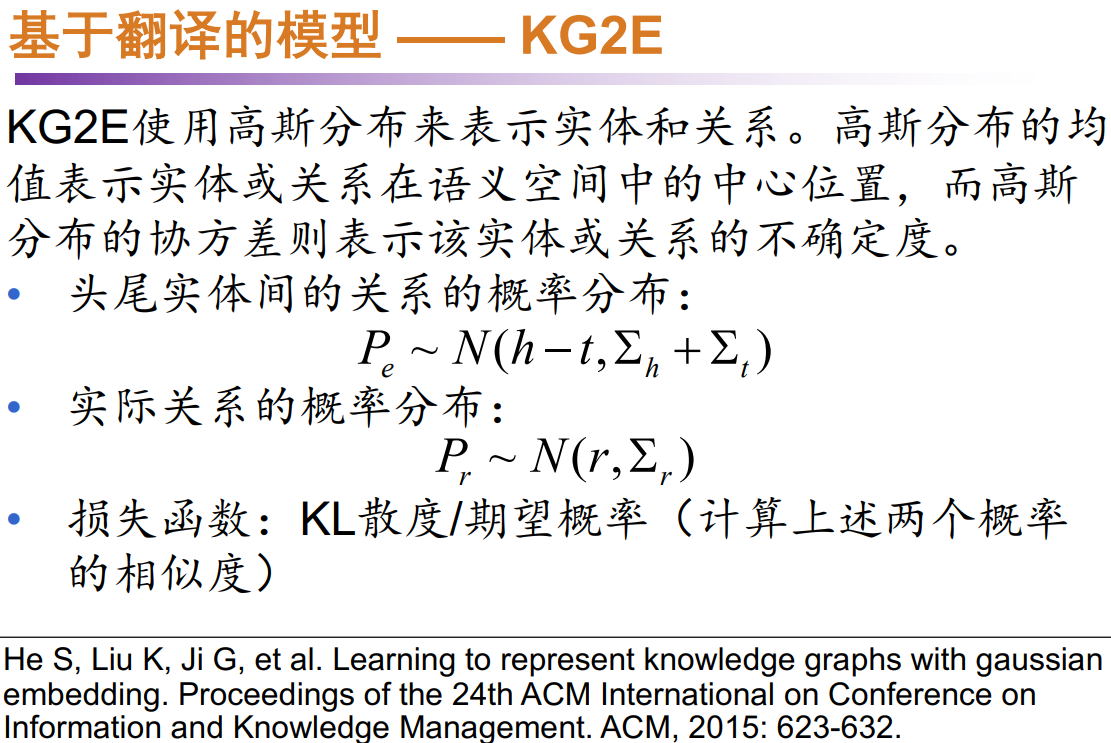 基于翻译的模型 —— KG2E
KG2E使用高斯分布来表示实体和关系。高斯分布的均
值表示实体或关系在语义空间中的中心位置，而高斯
分布的协方差则表示该实体或关系的不确定度。
• 头尾实体间的关系的概率分布：
P_e ~ N(h − t, Σ_h + Σ_t)
• 实际关系的概率分布：
P_r ~ N(r, Σ_r)
• 损失函数：KL散度/期望概率（计算上述两个概率
的相似度）
He S, Liu K, Ji G, et al. Learning to represent knowledge graphs with gaussian
embedding. Proceedings of the 24th ACM International on Conference on
Information and Knowledge Management. ACM, 2015: 623-632.